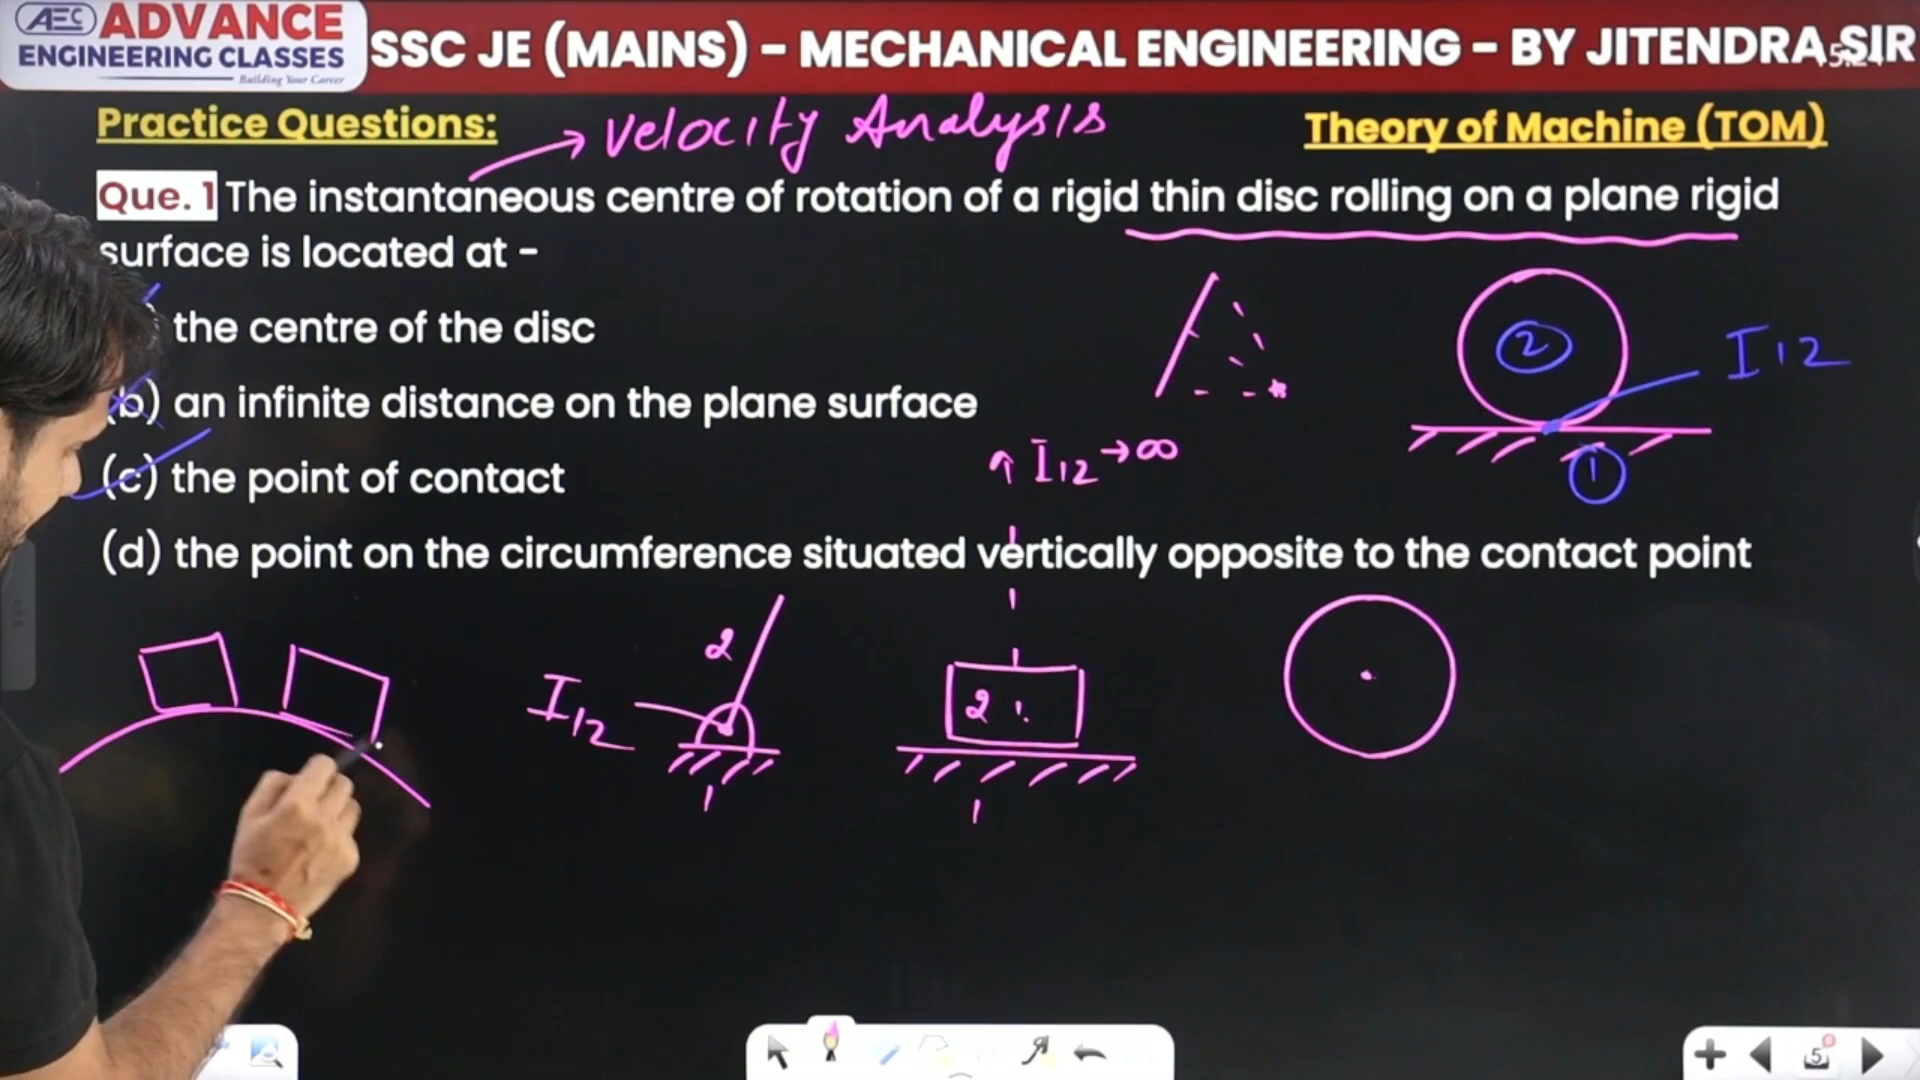 AEC ADVANCE
ENGINEERING CLASSES
Building Your Career
SSC JE (MAINS) - MECHANICAL ENGINEERING - BY JITENDRA SIR
Practice Questions:
→ Velocity Analysis
Theory of Machine (TOM)
Que. 1 The instantaneous centre of rotation of a rigid thin disc rolling on a plane rigid
surface is located at -
the centre of the disc
(b) an infinite distance on the plane surface
(c) the point of contact
(d) the point on the circumference situated vertically opposite to the contact point
2
I12
1
↑ I12 → ∞
I12
2
1
2
1
5